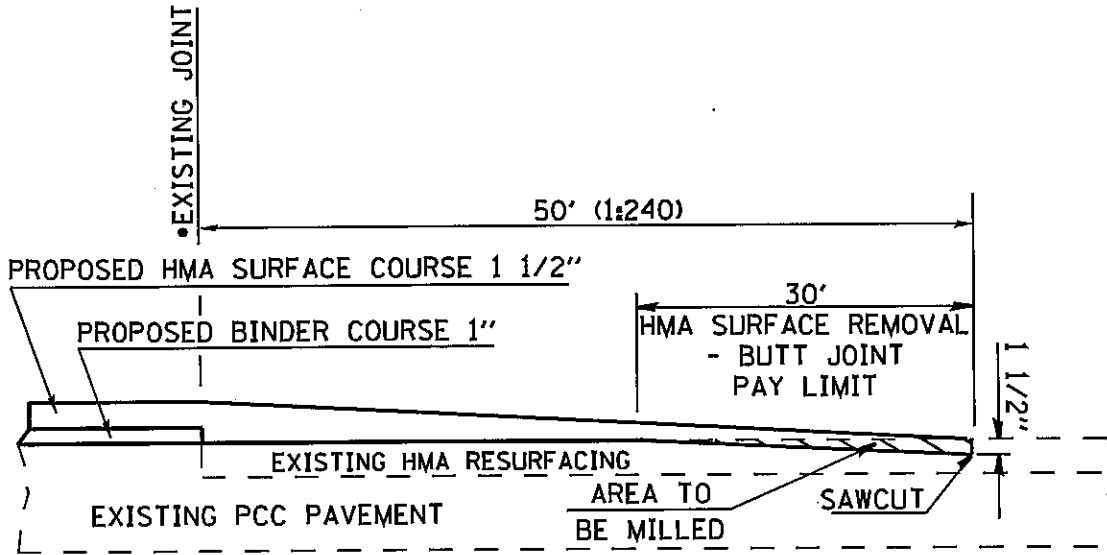 •EXISTING JOINT
50' (1:240)
PROPOSED HMA SURFACE COURSE 1 1/2"
30'
PROPOSED BINDER COURSE 1"
HMA SURFACE REMOVAL
- BUTT JOINT
PAY LIMIT
1 1/2"
EXISTING HMA RESURFACING
AREA TO
BE MILLED
SAWCUT
EXISTING PCC PAVEMENT